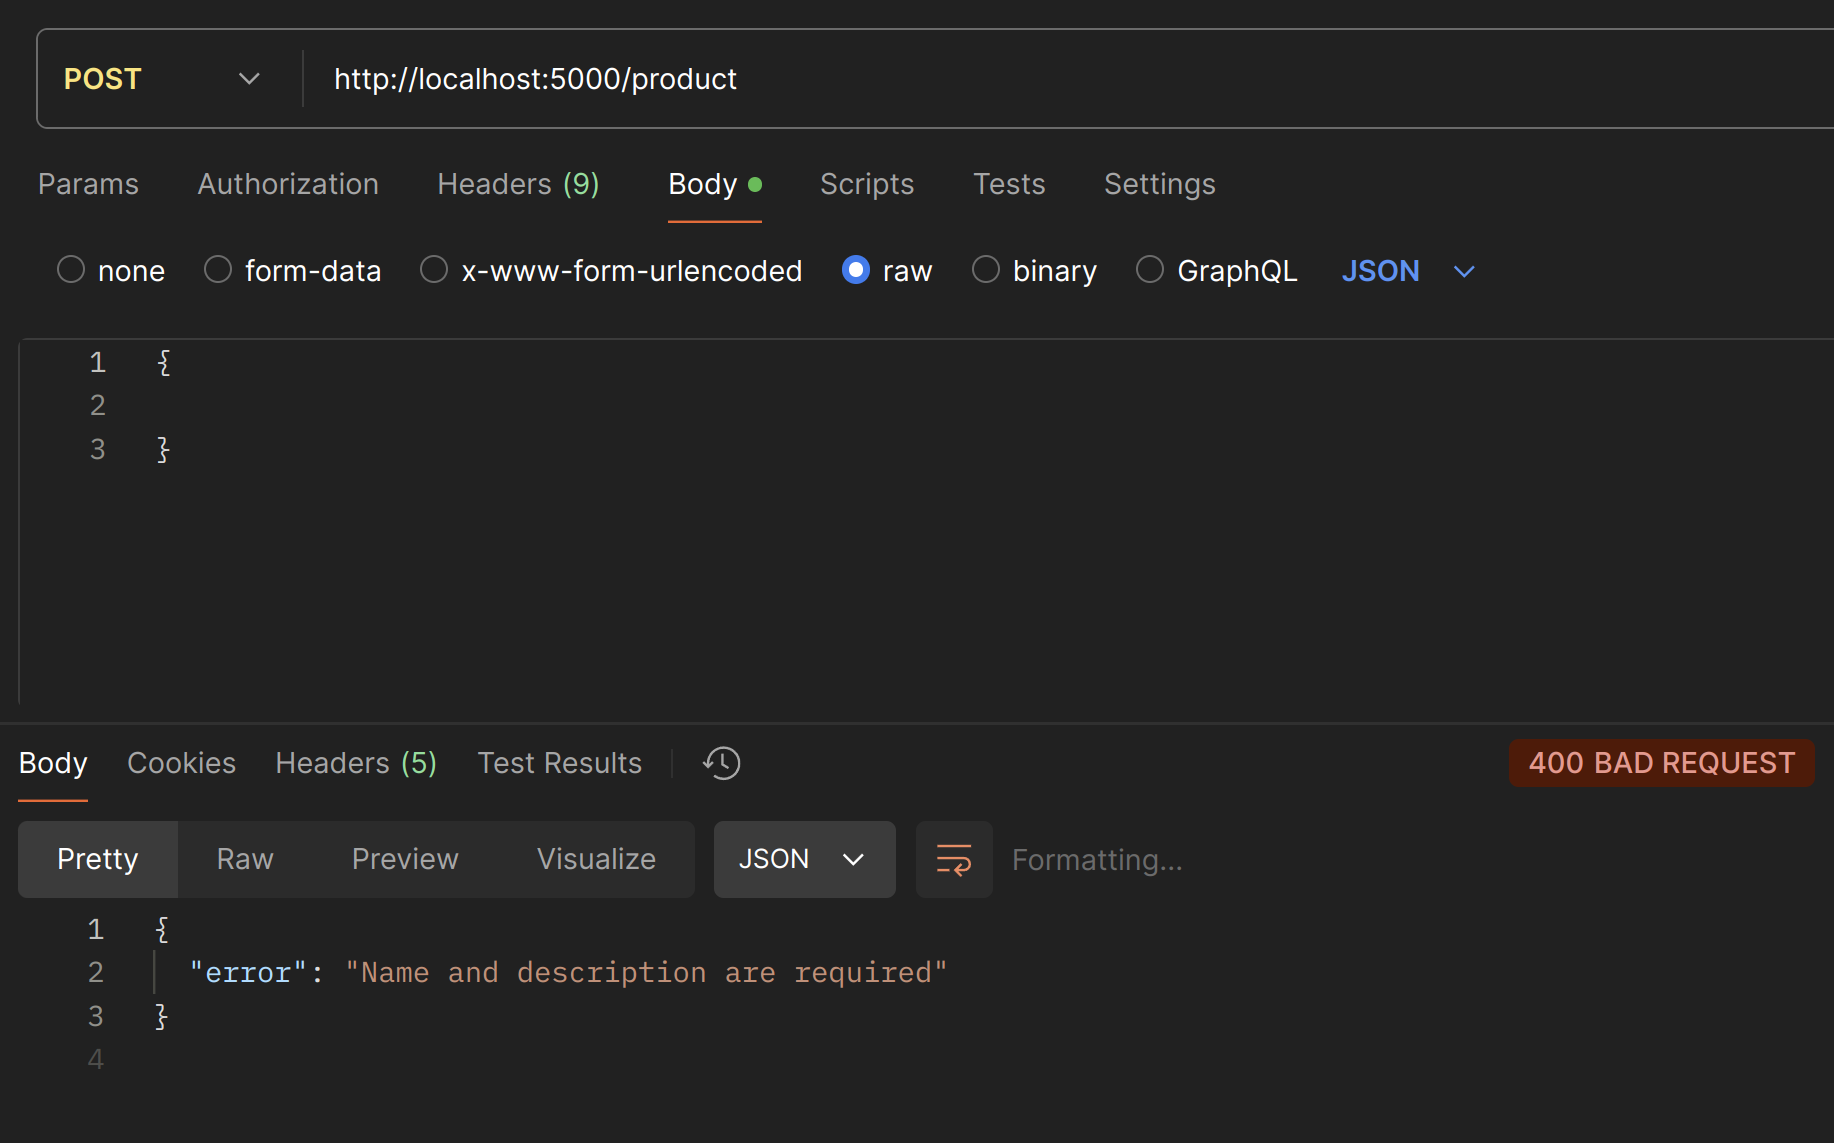 POST http://localhost:5000/product
Params Authorization Headers (9) Body Scripts Tests Settings
none form-data x-www-form-urlencoded raw binary GraphQL JSON
1 {
2
3 }
Body Cookies Headers (5) Test Results 400 BAD REQUEST
Pretty Raw Preview Visualize JSON Formatting...
1 {
2 "error": "Name and description are required"
3 }
4